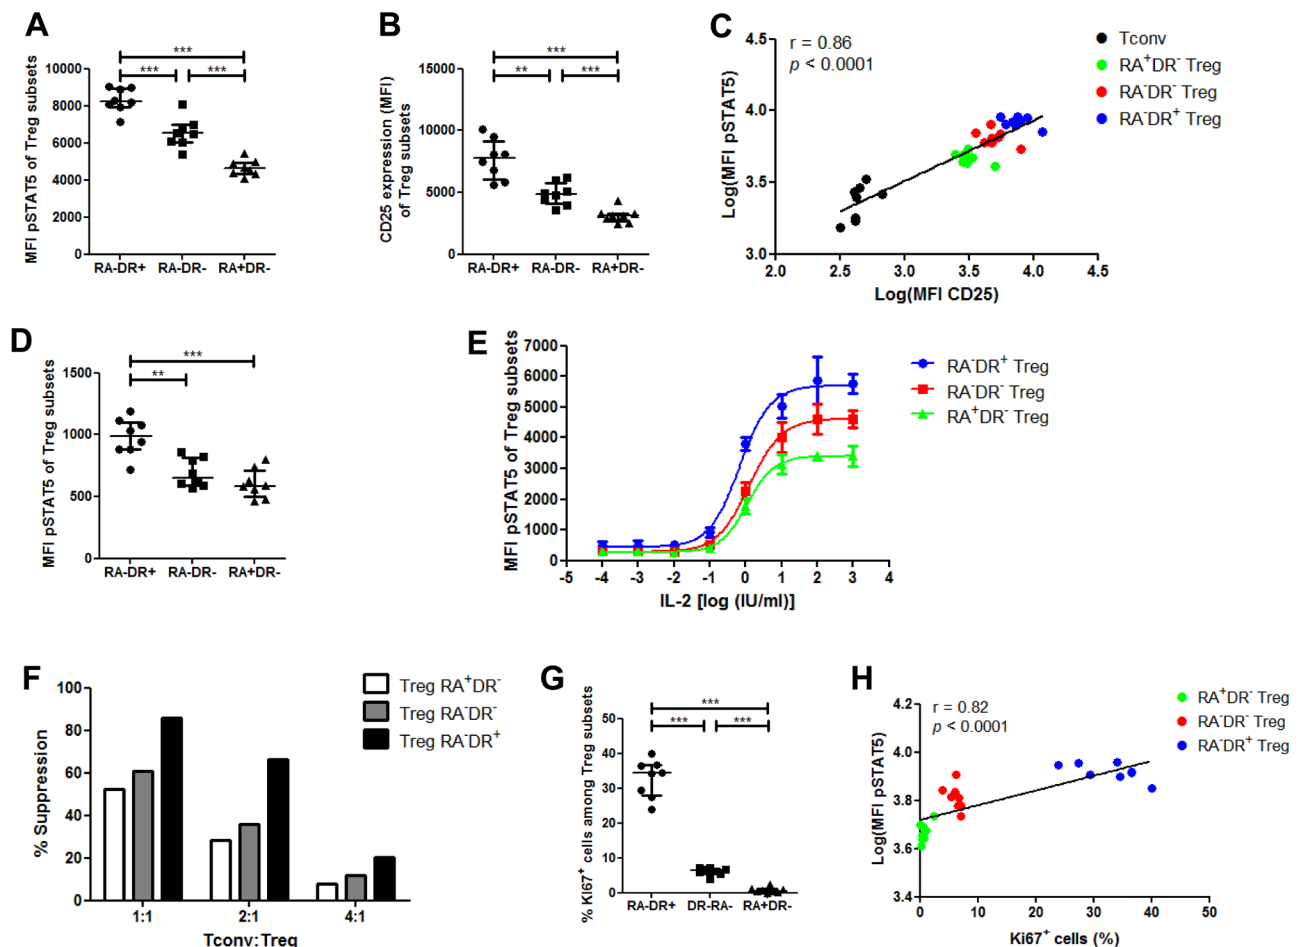 A
MFI pSTAT5 of Treg subsets
10000
8000
6000
4000
2000
0
***
***
***
RA-DR+
RA-DR-
RA+DR-
B
CD25 expression (MFI)
of Treg subsets
15000
10000
5000
0
***
**
***
RA-DR+
RA-DR-
RA+DR-
C
Log(MFI pSTAT5)
4.5
4.0
3.5
3.0
r = 0.86
p < 0.0001
2.0
2.5
3.0
3.5
4.0
4.5
Log(MFI CD25)
Tconv
RA⁺DR⁻ Treg
RA⁻DR⁻ Treg
RA⁻DR⁺ Treg
D
MFI pSTAT5 of Treg subsets
1500
1000
500
0
***
**
RA-DR+
RA-DR-
RA+DR-
E
MFI pSTAT5 of Treg subsets
7000
6000
5000
4000
3000
2000
1000
0
-5
-4
-3
-2
-1
0
1
2
3
4
IL-2 [log (IU/ml)]
RA⁻DR⁺ Treg
RA⁻DR⁻ Treg
RA⁺DR⁻ Treg
F
% Suppression
100
80
60
40
20
0
1:1
2:1
4:1
Tconv:Treg
Treg RA⁺DR⁻
Treg RA⁻DR⁻
Treg RA⁻DR⁺
G
% Ki67⁺ cells among Treg subsets
50
40
30
20
10
0
***
***
***
RA-DR+
DR-RA-
RA+DR-
H
Log(MFI pSTAT5)
4.2
4.0
3.8
3.6
3.4
r = 0.82
p < 0.0001
0
10
20
30
40
50
Ki67⁺ cells (%)
RA⁺DR⁻ Treg
RA⁻DR⁻ Treg
RA⁻DR⁺ Treg